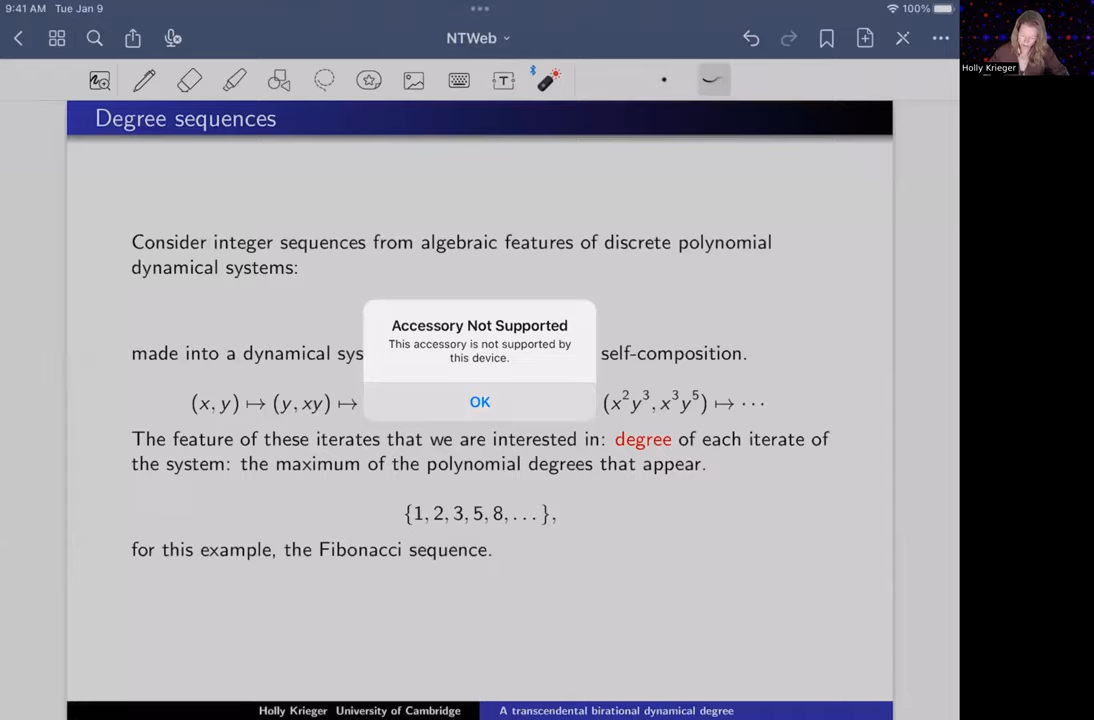 9:41 AM Tue Jan 9
100%
NTWeb
T
Holly Krieger
Degree sequences
Consider integer sequences from algebraic features of discrete polynomial
dynamical systems:
Accessory Not Supported
This accessory is not supported by
this device.
OK
made into a dynamical sys self-composition.
(x, y) ↦ (y, xy) ↦ (x²y³, x³y⁵) ↦ ⋯
The feature of these iterates that we are interested in: degree of each iterate of
the system: the maximum of the polynomial degrees that appear.
{1, 2, 3, 5, 8, . . . },
for this example, the Fibonacci sequence.
Holly Krieger University of Cambridge A transcendental birational dynamical degree